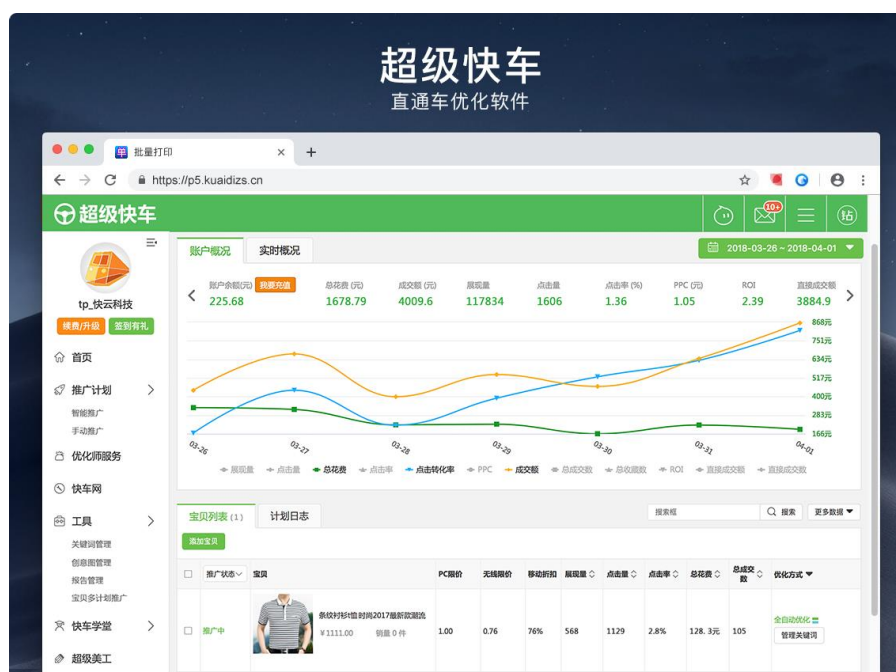 超级快车
直通车优化软件
批量打印
https://p5.kuaidizs.cn
超级快车
10+
钻
tp_快云科技
续费/升级 签到有礼
首页
推广计划
智能推广
手动推广
优化师服务
快车网
工具
关键词管理
创意图管理
报告管理
宝贝多计划推广
快车学堂
超级美工
账户概况 实时概况
2018-03-26 ~ 2018-04-01
账户余额(元) 我要充值 总花费 (元) 成交额 (元) 展现量 点击量 点击率 (%) PPC (元) ROI 直接成交额
225.68 1678.79 4009.6 117834 1606 1.36 1.05 2.39 3884.9
868元
751元
634元
517元
400元
283元
166元
03-26 03-27 03-28 03-29 03-30 03-31 04-01
展现量 点击量 总花费 点击率 点击转化率 PPC 成交额 总成交数 总收藏数 ROI 直接成交额 直接成交数
宝贝列表 (1) 计划日志
搜索框 搜索 更多数据
添加宝贝
推广状态 宝贝 PC限价 无线限价 移动折扣 展现量 点击量 点击率 总花费 总成交数 优化方式
推广中
条纹衬衫t恤时尚2017最新款潮流
¥1111.00 销量 0 件
1.00 0.76 76% 568 1129 2.8% 128. 3元 105
全自动优化
管理关键词